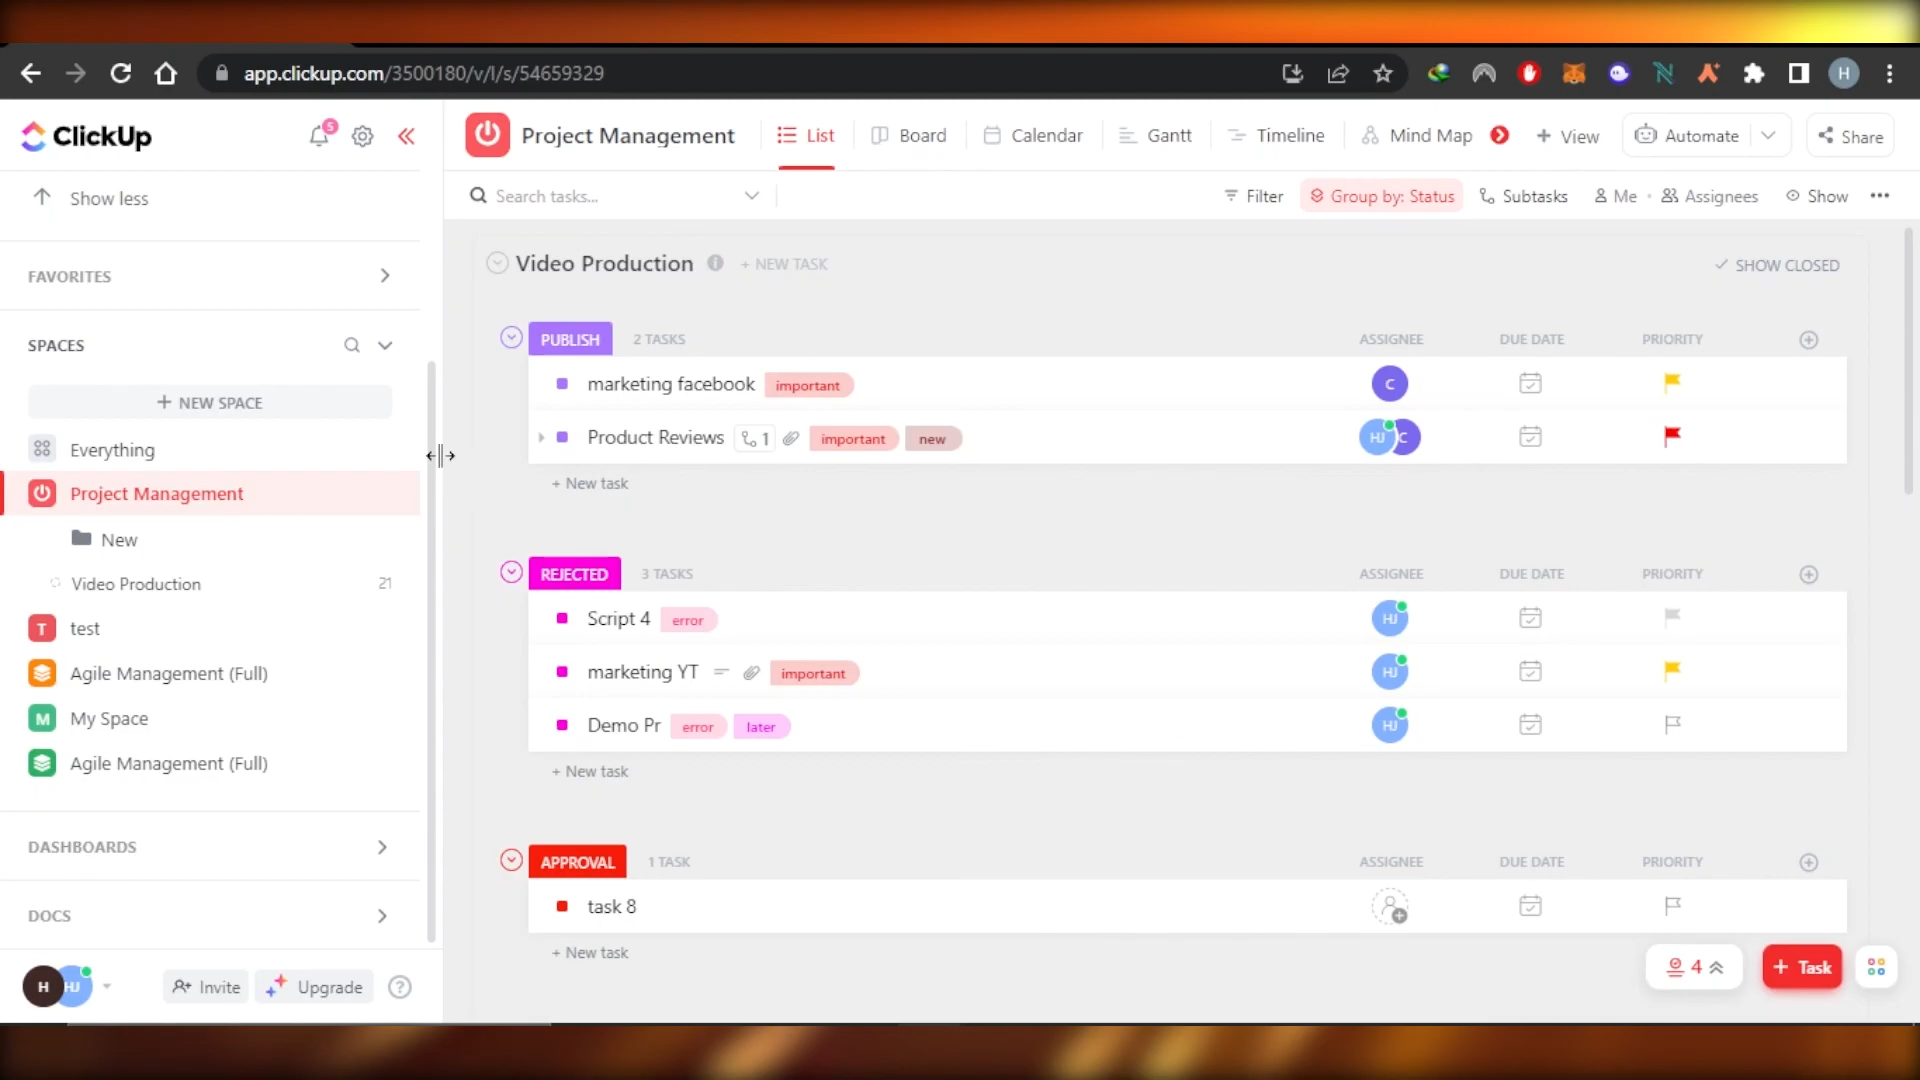 app.clickup.com/3500180/v/l/s/54659329
H
ClickUp
5
Project Management
List
Board
Calendar
Gantt
Timeline
Mind Map
+ View
Automate
Share
Show less
Search tasks...
Filter
Group by: Status
Subtasks
Me
Assignees
Show
FAVORITES
SPACES
+ NEW SPACE
Everything
Project Management
New
Video Production 21
T test
Agile Management (Full)
M My Space
Agile Management (Full)
DASHBOARDS
DOCS
H HJ
Invite
Upgrade
?
Video Production
+ NEW TASK
SHOW CLOSED
PUBLISH 2 TASKS ASSIGNEE DUE DATE PRIORITY
marketing facebook important C
Product Reviews 1 important new HJ C
+ New task
REJECTED 3 TASKS ASSIGNEE DUE DATE PRIORITY
Script 4 error HJ
marketing YT important HJ
Demo Pr error later HJ
+ New task
APPROVAL 1 TASK ASSIGNEE DUE DATE PRIORITY
task 8
+ New task
4
+ Task